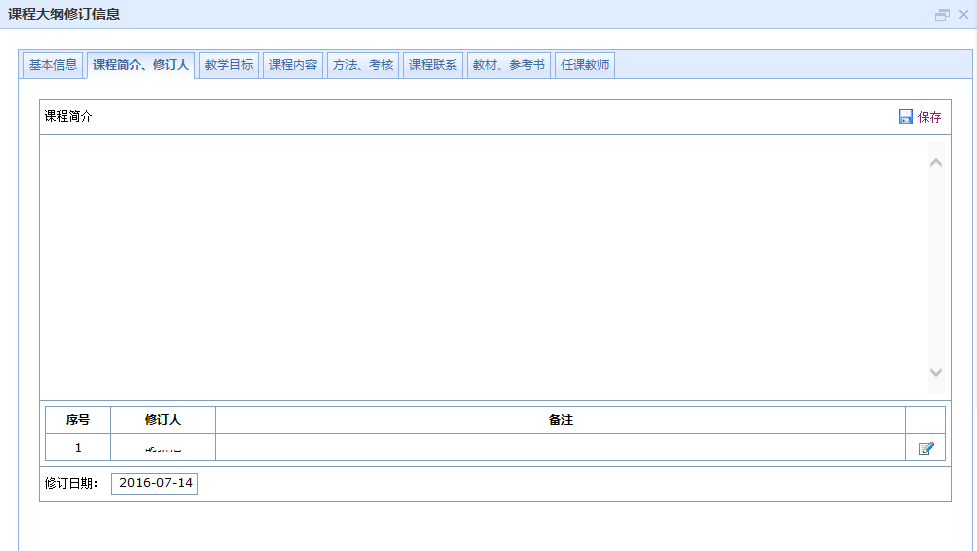 课程大纲修订信息
基本信息 课程简介、修订人 教学目标 课程内容 方法、考核 课程联系 教材、参考书 任课教师
课程简介 保存
序号 修订人 备注
1
修订日期： 2016-07-14